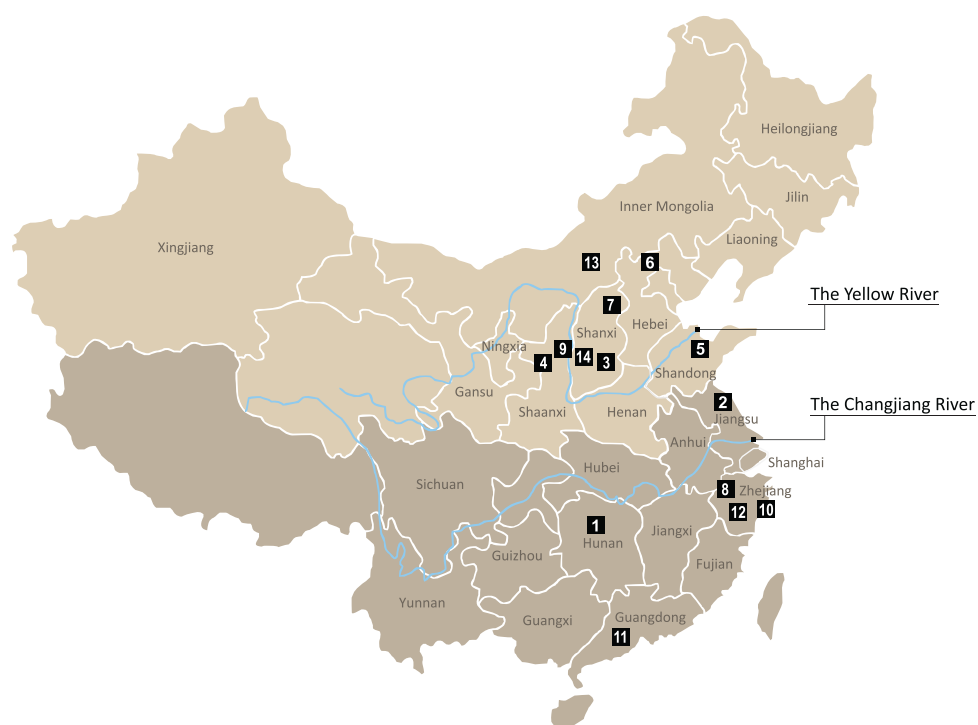 Heilongjiang
Jilin
Inner Mongolia
Liaoning
Xingjiang
13
6
The Yellow River
7
Hebei
Shanxi
Ningxia
9
14
4
3
5
Shandong
Gansu
2
The Changjiang River
Shaanxi
Henan
Jiangsu
Anhui
Shanghai
Hubei
Sichuan
8
Zhejiang
12
10
1
Hunan
Jiangxi
Guizhou
Fujian
Yunnan
Guangxi
Guangdong
11